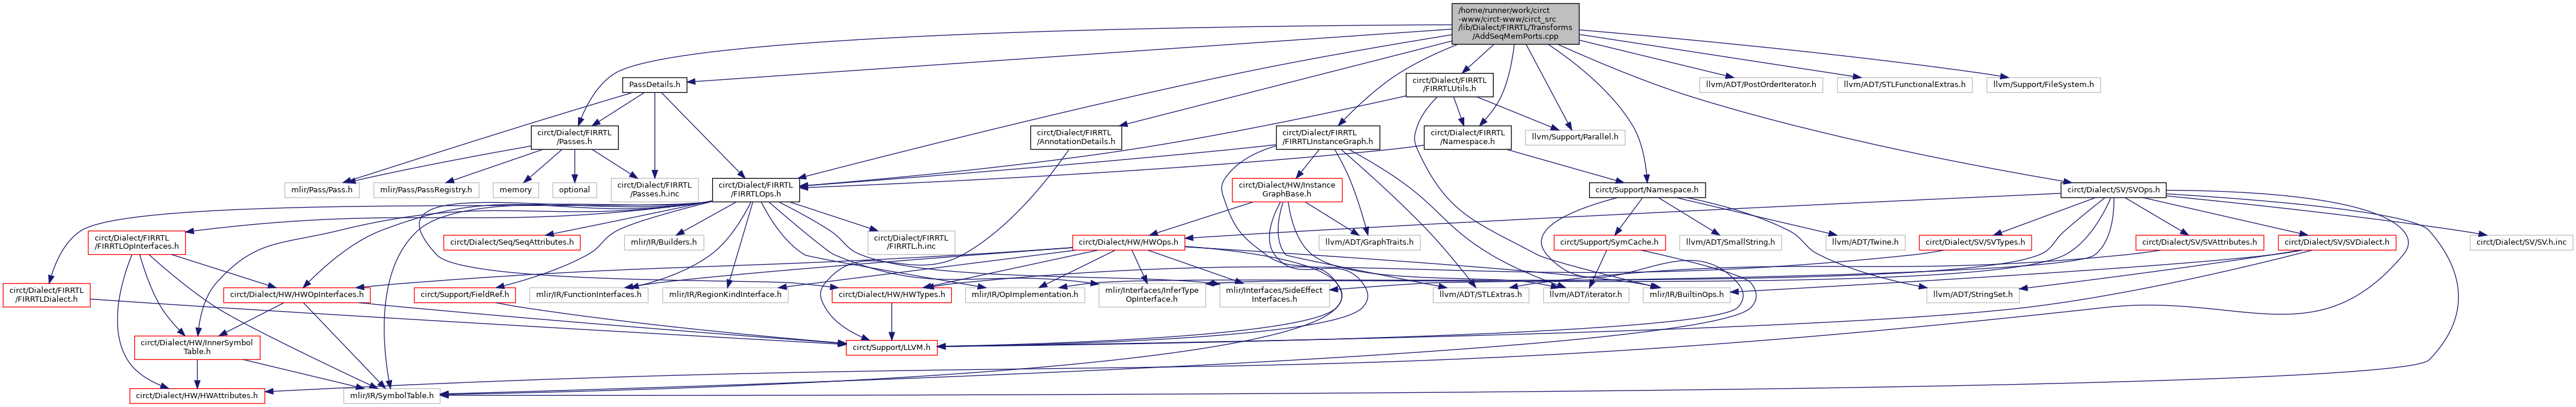 /home/runner/work/circt
-www/circt-www/circt_src
/lib/Dialect/FIRRTL/Transforms
/AddSeqMemPorts.cpp
PassDetails.h
circt/Dialect/FIRRTL
/FIRRTLUtils.h
llvm/ADT/PostOrderIterator.h
llvm/ADT/STLFunctionalExtras.h
llvm/Support/FileSystem.h
circt/Dialect/FIRRTL
/Passes.h
circt/Dialect/FIRRTL
/AnnotationDetails.h
circt/Dialect/FIRRTL
/FIRRTLInstanceGraph.h
circt/Dialect/FIRRTL
/Namespace.h
llvm/Support/Parallel.h
mlir/Pass/Pass.h
mlir/Pass/PassRegistry.h
memory
optional
circt/Dialect/FIRRTL
/Passes.h.inc
circt/Dialect/FIRRTL
/FIRRTLOps.h
circt/Dialect/HW/Instance
GraphBase.h
circt/Support/Namespace.h
circt/Dialect/SV/SVOps.h
circt/Dialect/FIRRTL
/FIRRTLOpInterfaces.h
circt/Dialect/Seq/SeqAttributes.h
mlir/IR/Builders.h
circt/Dialect/FIRRTL
/FIRRTL.h.inc
circt/Dialect/HW/HWOps.h
llvm/ADT/GraphTraits.h
circt/Support/SymCache.h
llvm/ADT/SmallString.h
llvm/ADT/Twine.h
circt/Dialect/SV/SVTypes.h
circt/Dialect/SV/SVAttributes.h
circt/Dialect/SV/SVDialect.h
circt/Dialect/SV/SV.h.inc
circt/Dialect/FIRRTL
/FIRRTLDialect.h
circt/Dialect/HW/HWOpInterfaces.h
circt/Support/FieldRef.h
mlir/IR/FunctionInterfaces.h
mlir/IR/RegionKindInterface.h
circt/Dialect/HW/HWTypes.h
mlir/IR/OpImplementation.h
mlir/Interfaces/InferType
OpInterface.h
mlir/Interfaces/SideEffect
Interfaces.h
llvm/ADT/STLExtras.h
llvm/ADT/iterator.h
mlir/IR/BuiltinOps.h
llvm/ADT/StringSet.h
circt/Dialect/HW/InnerSymbol
Table.h
circt/Support/LLVM.h
circt/Dialect/HW/HWAttributes.h
mlir/IR/SymbolTable.h